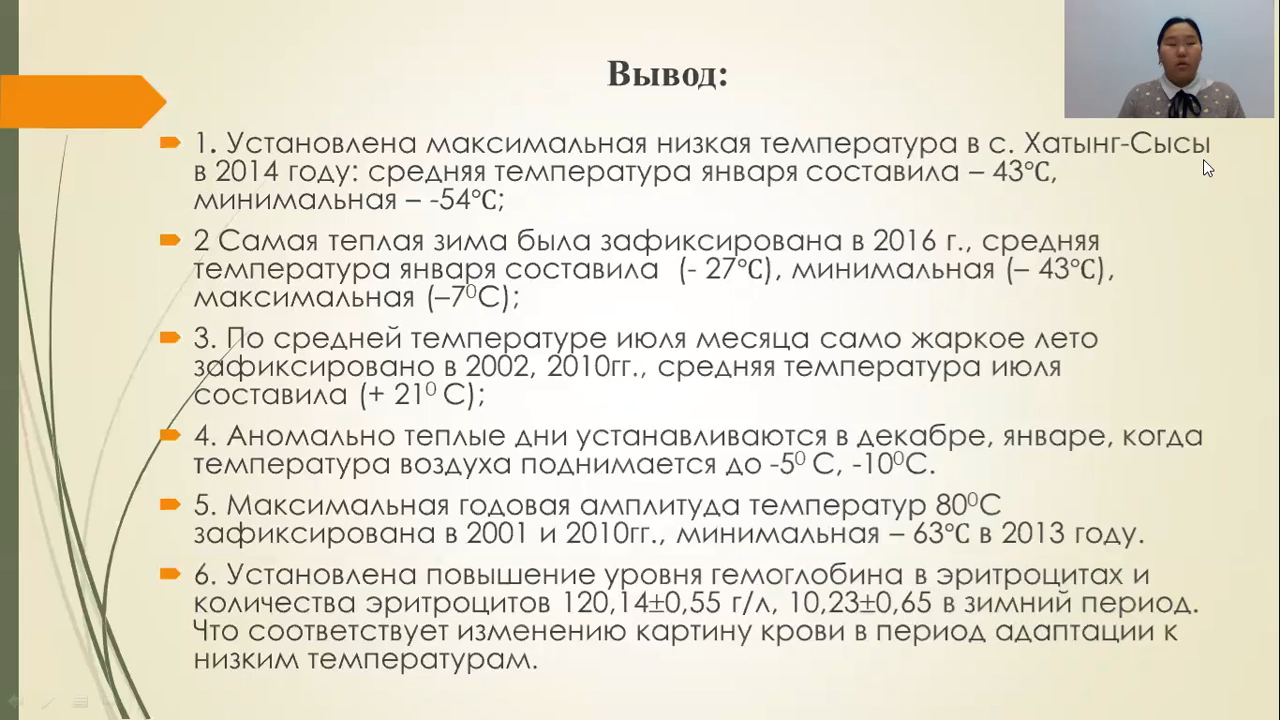 Вывод:
1. Установлена максимальная низкая температура в с. Хатынг-Сысы
в 2014 году: средняя температура января составила – 43℃,
минимальная – -54℃;
2 Самая теплая зима была зафиксирована в 2016 г., средняя
температура января составила (- 27℃), минимальная (– 43℃),
максимальная (–7⁰С);
3. По средней температуре июля месяца само жаркое лето
зафиксировано в 2002, 2010гг., средняя температура июля
составила (+ 21⁰ С);
4. Аномально теплые дни устанавливаются в декабре, январе, когда
температура воздуха поднимается до -5⁰ С, -10⁰С.
5. Максимальная годовая амплитуда температур 80⁰С
зафиксирована в 2001 и 2010гг., минимальная – 63℃ в 2013 году.
6. Установлена повышение уровня гемоглобина в эритроцитах и
количества эритроцитов 120,14±0,55 г/л, 10,23±0,65 в зимний период.
Что соответствует изменению картину крови в период адаптации к
низким температурам.